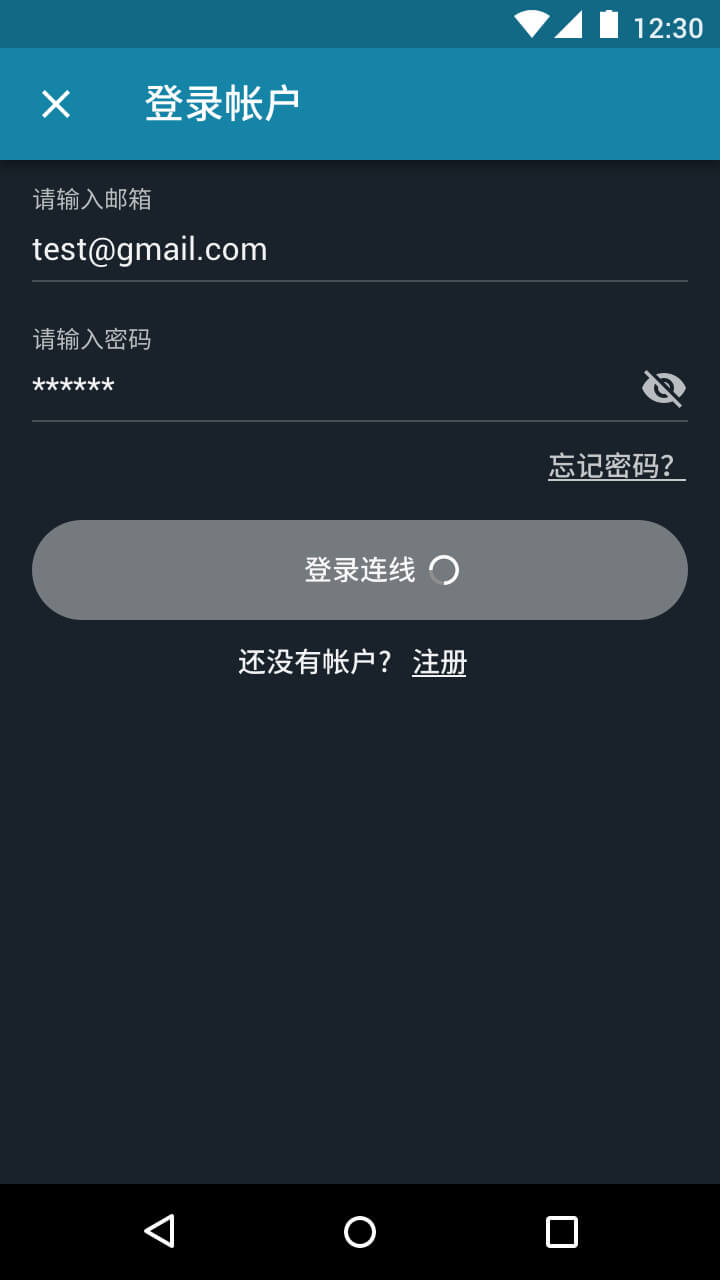 12:30
登录帐户
请输入邮箱
test@gmail.com
请输入密码
******
忘记密码？
登录连线
还没有帐户？ 注册